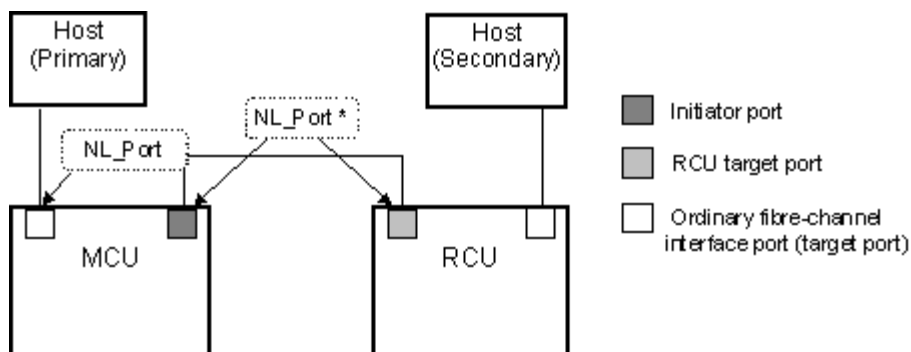 Host
(Primary)
Host
(Secondary)
NL_Port *
NL_Port
MCU
RCU
Initiator port
RCU target port
Ordinary fibre-channel
interface port (target port)